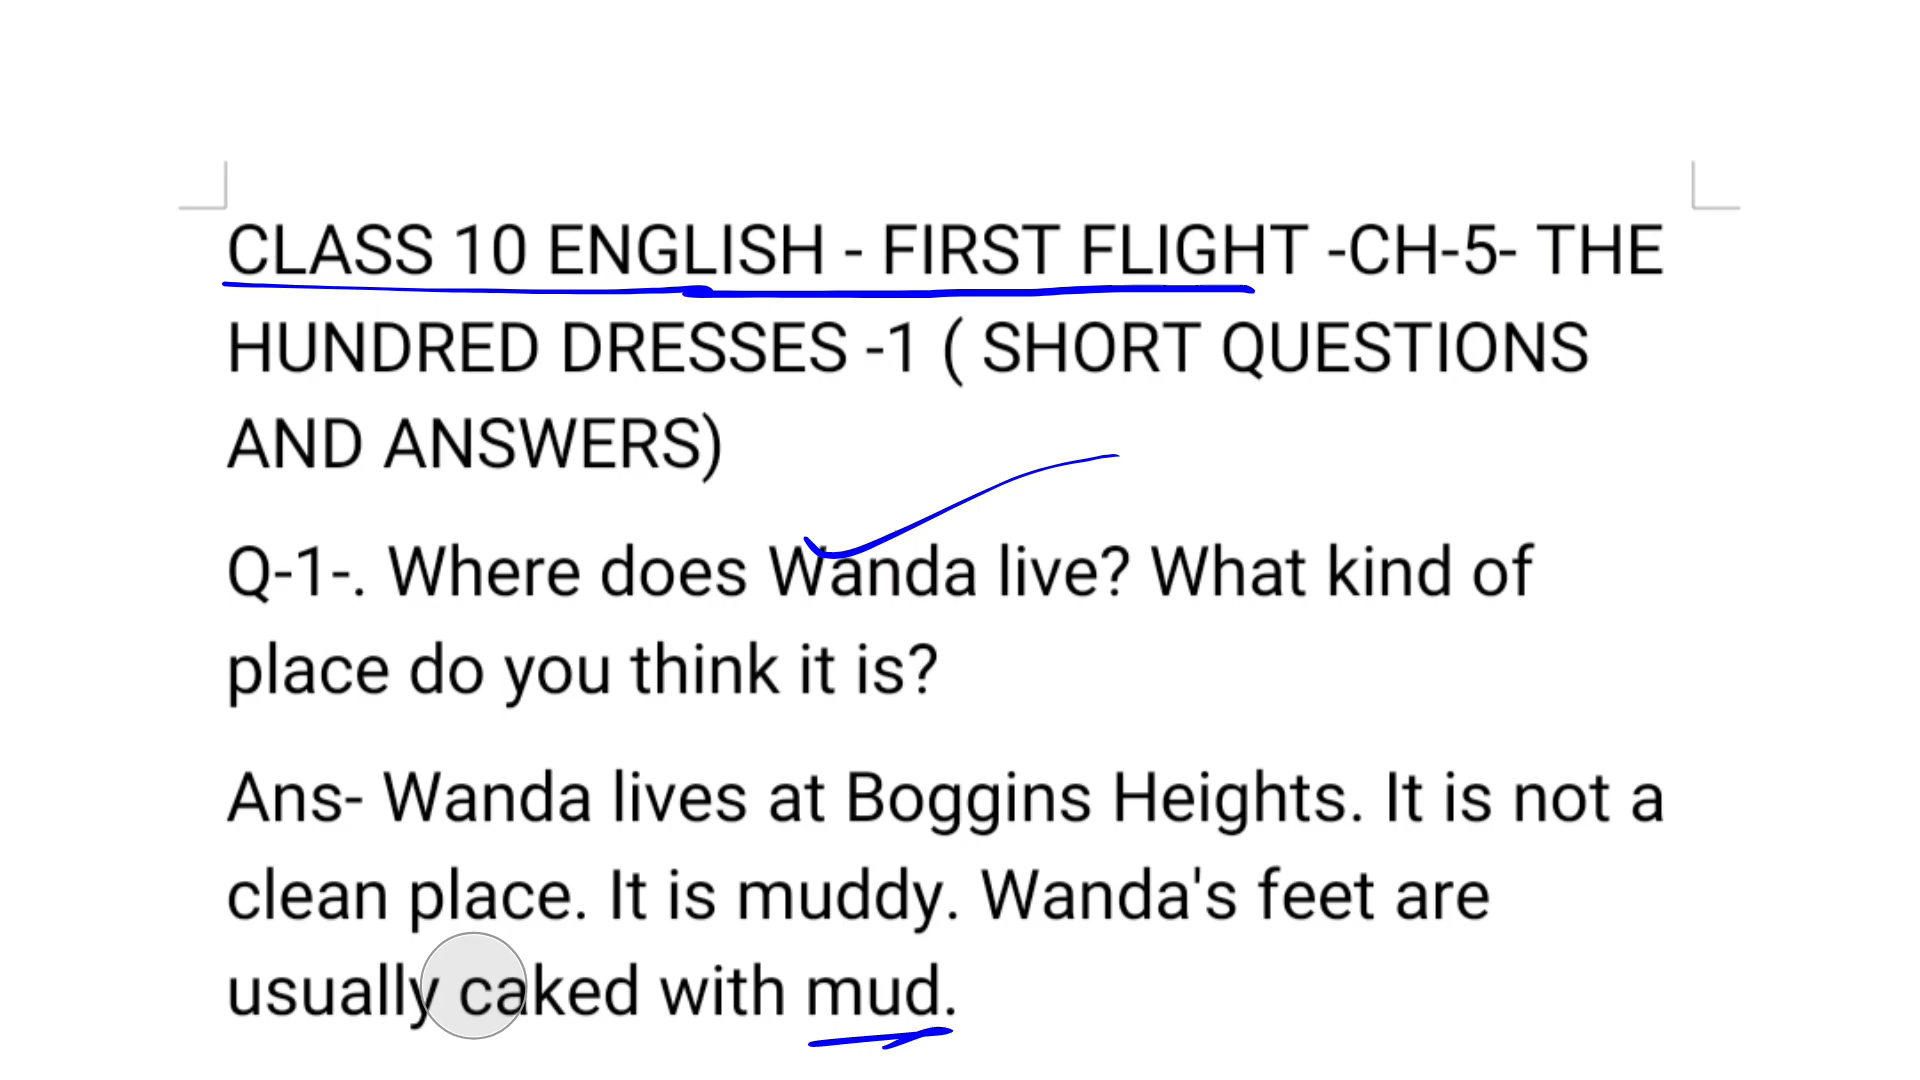 CLASS 10 ENGLISH - FIRST FLIGHT -CH-5- THE
HUNDRED DRESSES -1 ( SHORT QUESTIONS
AND ANSWERS)
Q-1-. Where does Wanda live? What kind of
place do you think it is?
Ans- Wanda lives at Boggins Heights. It is not a
clean place. It is muddy. Wanda's feet are
usually caked with mud.